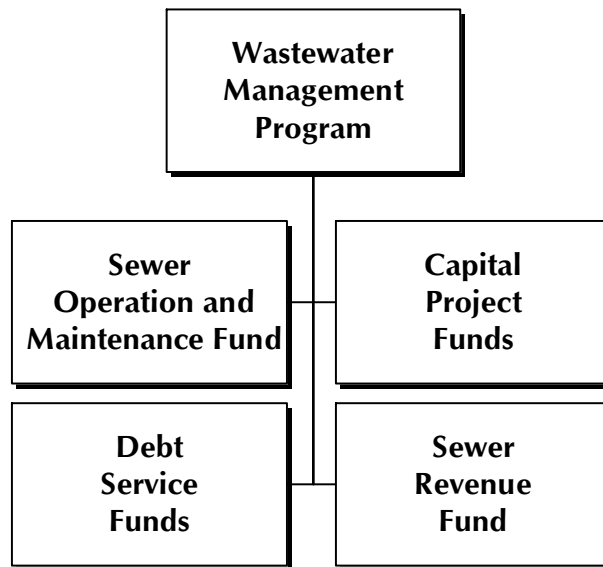 Wastewater
Management
Program
Sewer
Operation and
Maintenance Fund
Capital
Project
Funds
Debt
Service
Funds
Sewer
Revenue
Fund